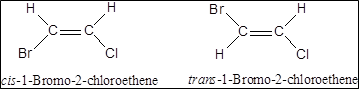 H H Br H
C=C C=C
Br Cl H Cl
cis-1-Bromo-2-chloroethene trans-1-Bromo-2-chloroethene